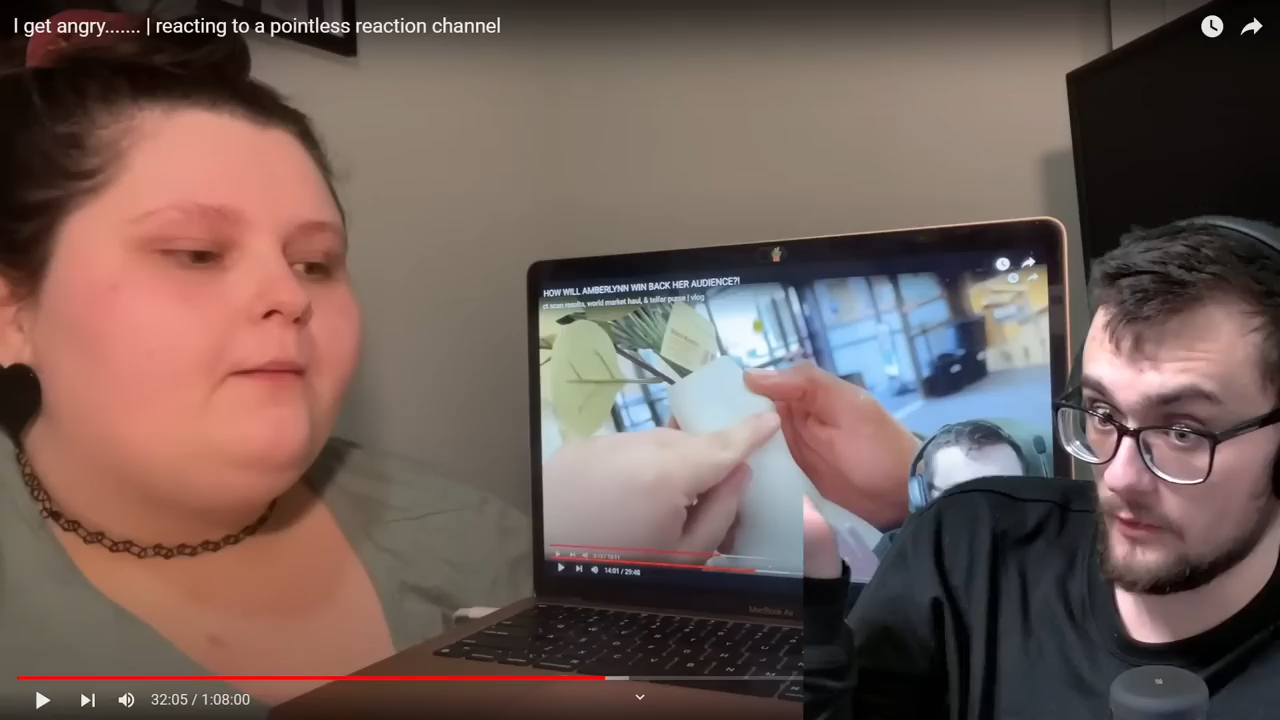 I get angry....... | reacting to a pointless reaction channel
HOW WILL AMBERLYNN WIN BACK HER AUDIENCE?!
ct scan results, world market haul, & telfar purse | vlog
14:01 / 29:48
MacBook Air
32:05 / 1:08:00